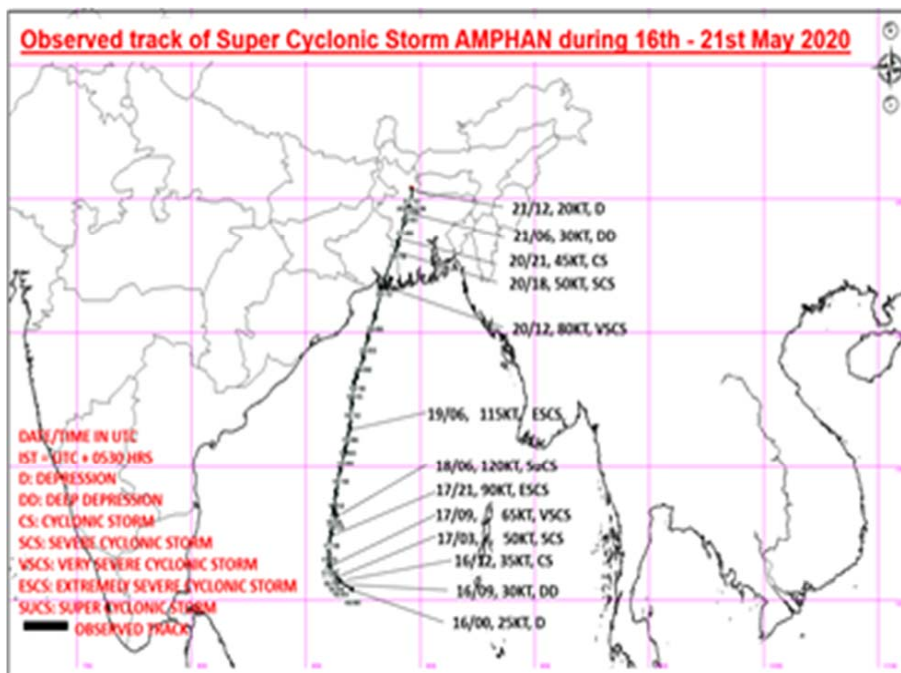 Observed track of Super Cyclonic Storm AMPHAN during 16th - 21st May 2020
21/12, 20KT, D
21/06, 30KT, DD
20/21, 45KT, CS
20/18, 50KT, SCS
20/12, 80KT, VSCS
19/06, 115KT, ESCS
18/06, 120KT, SuCS
17/21, 90KT, ESCS
17/09, 65KT, VSCS
17/03, 50KT, SCS
16/12, 35KT, CS
16/09, 30KT, DD
16/00, 25KT, D
DATE/TIME IN UTC
IST = UTC + 0530 HRS
D: DEPRESSION
DD: DEEP DEPRESSION
CS: CYCLONIC STORM
SCS: SEVERE CYCLONIC STORM
VSCS: VERY SEVERE CYCLONIC STORM
ESCS: EXTREMELY SEVERE CYCLONIC STORM
SUCS: SUPER CYCLONIC STORM
OBSERVED TRACK